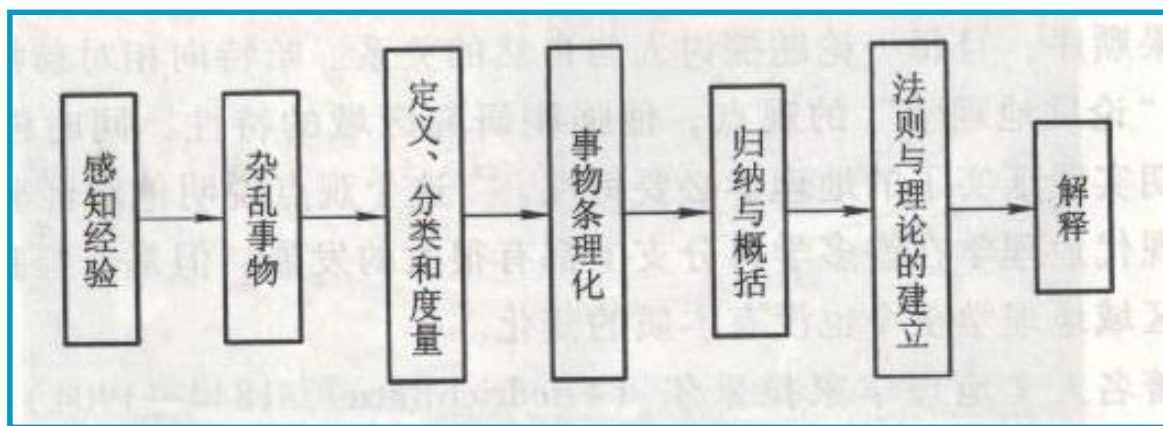 感知经验
杂乱事物
定义、分类和度量
事物条理化
归纳与概括
法则与理论的建立
解释